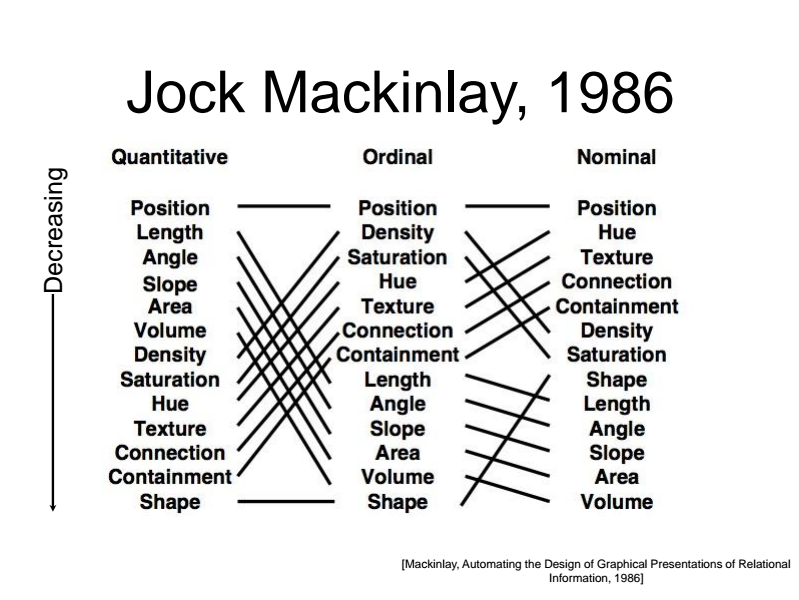 Jock Mackinlay, 1986
Decreasing
Quantitative Ordinal Nominal
Position Position Position
Length Density Hue
Angle Saturation Texture
Slope Hue Connection
Area Texture Containment
Volume Connection Density
Density Containment Saturation
Saturation Length Shape
Hue Angle Length
Texture Slope Angle
Connection Area Slope
Containment Volume Area
Shape Shape Volume
[Mackinlay, Automating the Design of Graphical Presentations of Relational
Information, 1986]